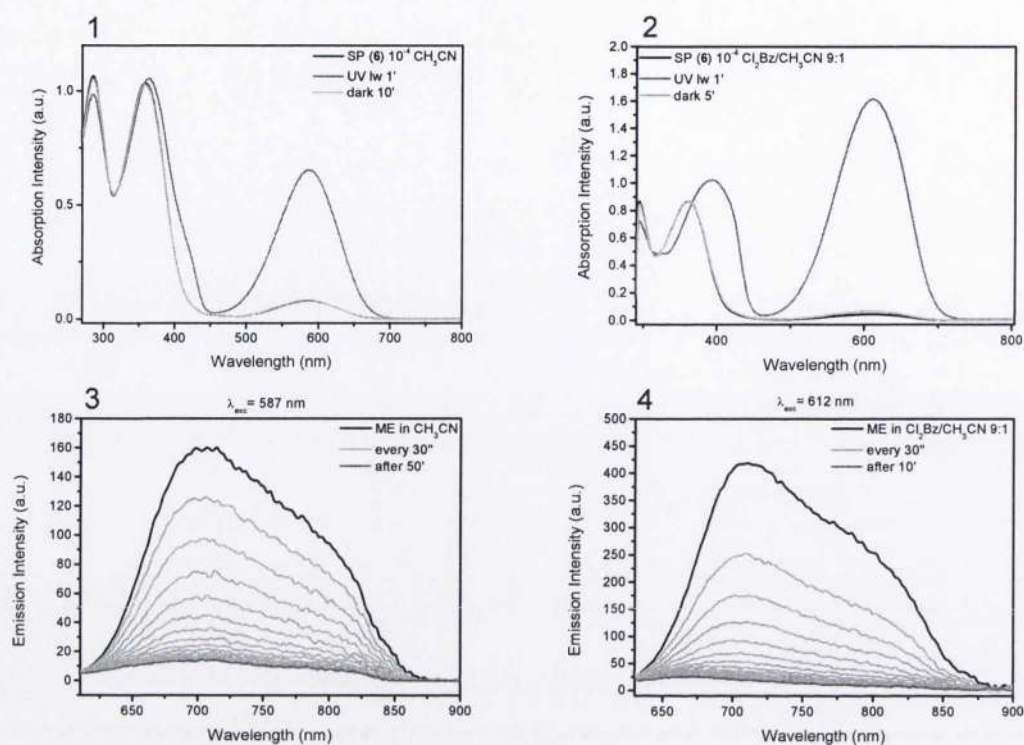 1
SP (6) 10⁻⁴ CH₃CN
UV lw 1'
dark 10'
1.0
0.5
0.0
Absorption Intensity (a.u.)
300 400 500 600 700 800
Wavelength (nm)
2
SP (6) 10⁻⁴ Cl₂Bz/CH₃CN 9:1
UV lw 1'
dark 5'
2.0
1.8
1.6
1.4
1.2
1.0
0.8
0.6
0.4
0.2
0.0
Absorption Intensity (a.u.)
400 600 800
Wavelength (nm)
3
λexc= 587 nm
ME in CH₃CN
every 30"
after 50'
180
160
140
120
100
80
60
40
20
0
Emission Intensity (a.u.)
650 700 750 800 850 900
Wavelength (nm)
4
λexc= 612 nm
ME in Cl₂Bz/CH₃CN 9:1
every 30"
after 10'
500
450
400
350
300
250
200
150
100
50
0
Emission Intensity (a.u.)
650 700 750 800 850 900
Wavelength (nm)